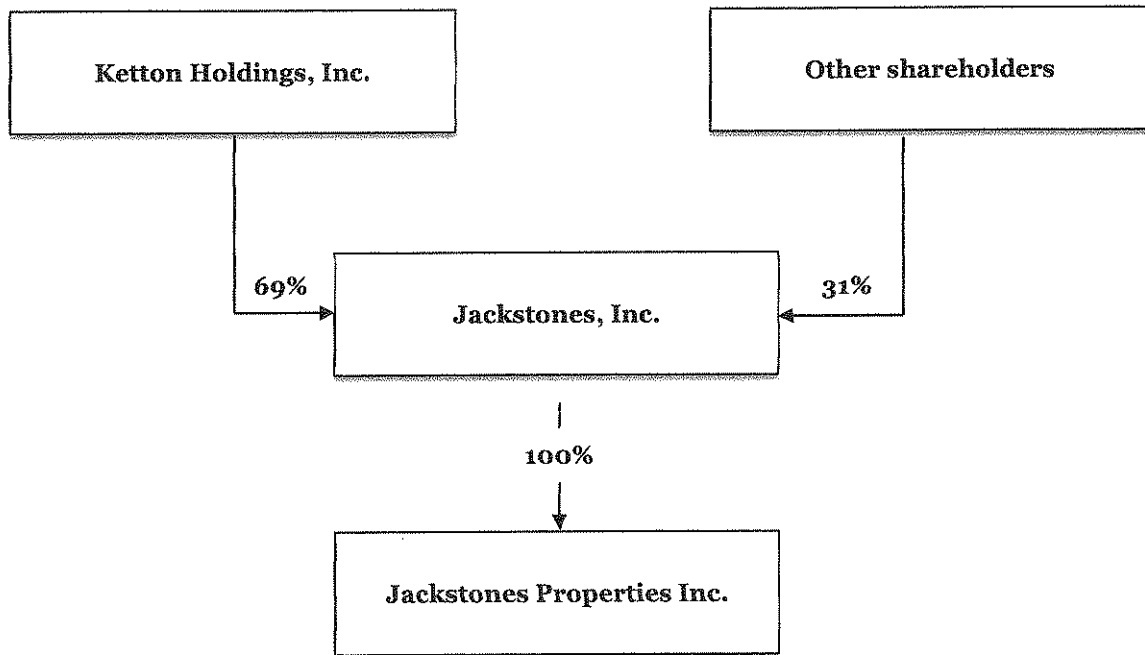 Ketton Holdings, Inc.
Other shareholders
69%
31%
Jackstones, Inc.
100%
Jackstones Properties Inc.